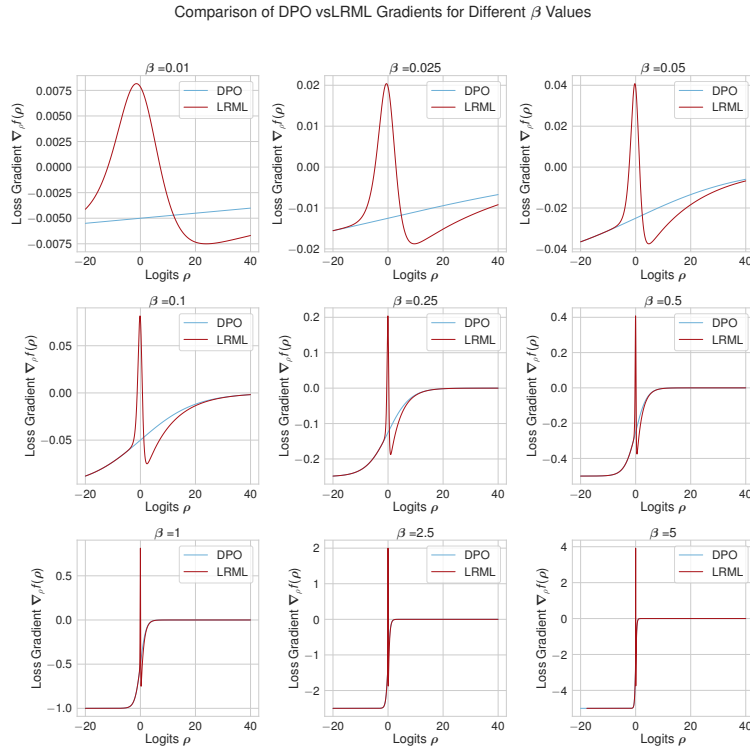 Comparison of DPO vsLRML Gradients for Different β Values
β =0.01
Loss Gradient ∇ρf(ρ)
0.0075
0.0050
0.0025
0.0000
−0.0025
−0.0050
−0.0075
−20 0 20 40
Logits ρ
DPO
LRML
β =0.025
Loss Gradient ∇ρf(ρ)
0.02
0.01
0.00
−0.01
−0.02
−20 0 20 40
Logits ρ
DPO
LRML
β =0.05
Loss Gradient ∇ρf(ρ)
0.04
0.02
0.00
−0.02
−0.04
−20 0 20 40
Logits ρ
DPO
LRML
β =0.1
Loss Gradient ∇ρf(ρ)
0.05
0.00
−0.05
−20 0 20 40
Logits ρ
DPO
LRML
β =0.25
Loss Gradient ∇ρf(ρ)
0.2
0.1
0.0
−0.1
−0.2
−20 0 20 40
Logits ρ
DPO
LRML
β =0.5
Loss Gradient ∇ρf(ρ)
0.4
0.2
0.0
−0.2
−0.4
−20 0 20 40
Logits ρ
DPO
LRML
β =1
Loss Gradient ∇ρf(ρ)
0.5
0.0
−0.5
−1.0
−20 0 20 40
Logits ρ
DPO
LRML
β =2.5
Loss Gradient ∇ρf(ρ)
2
1
0
−1
−2
−20 0 20 40
Logits ρ
DPO
LRML
β =5
Loss Gradient ∇ρf(ρ)
4
2
0
−2
−4
−20 0 20 40
Logits ρ
DPO
LRML